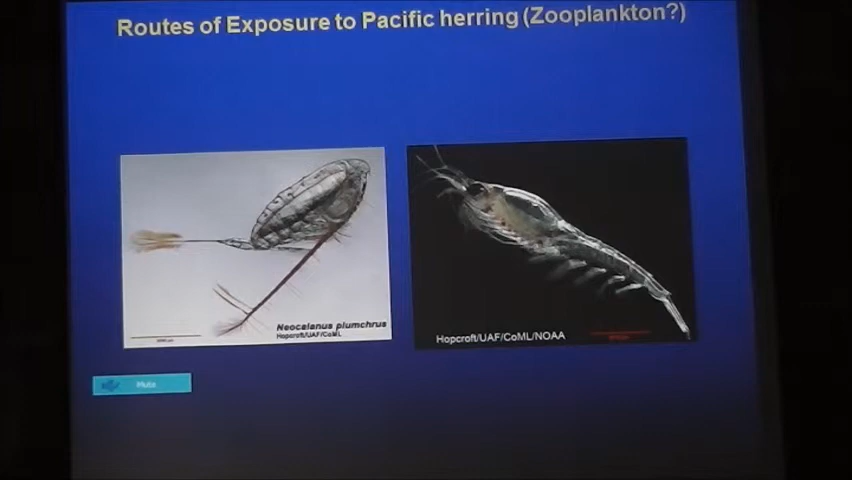 Routes of Exposure to Pacific herring (Zooplankton?)
Neocalanus plumchrus
Hopcroft/UAF/CoML
Hopcroft/UAF/CoML/NOAA
Mute